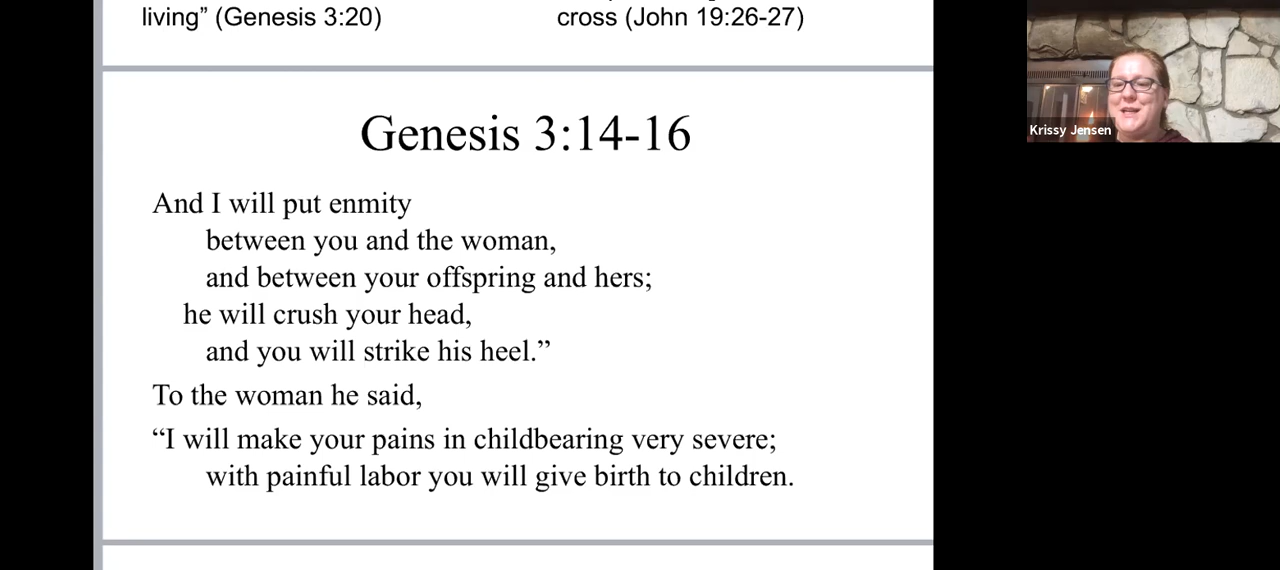 living” (Genesis 3:20)
cross (John 19:26-27)
Genesis 3:14-16
And I will put enmity
between you and the woman,
and between your offspring and hers;
he will crush your head,
and you will strike his heel.”
To the woman he said,
“I will make your pains in childbearing very severe;
with painful labor you will give birth to children.
Krissy Jensen